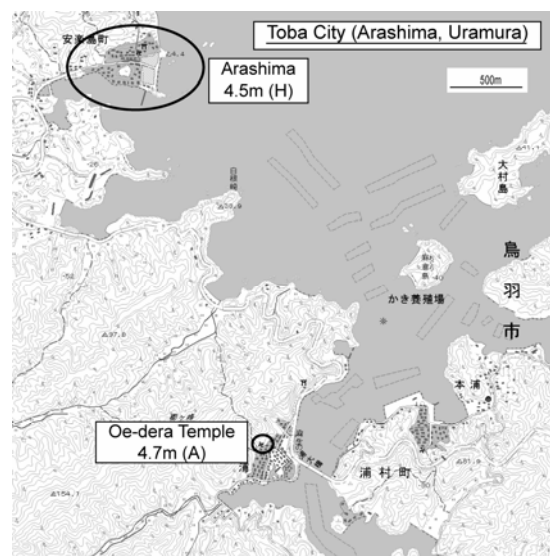 Toba City (Arashima, Uramura)
安楽島町
Arashima
4.5m (H)
500m
大村島
鳥羽市
かき養殖場
本浦
Oe-dera Temple
4.7m (A)
浦村町